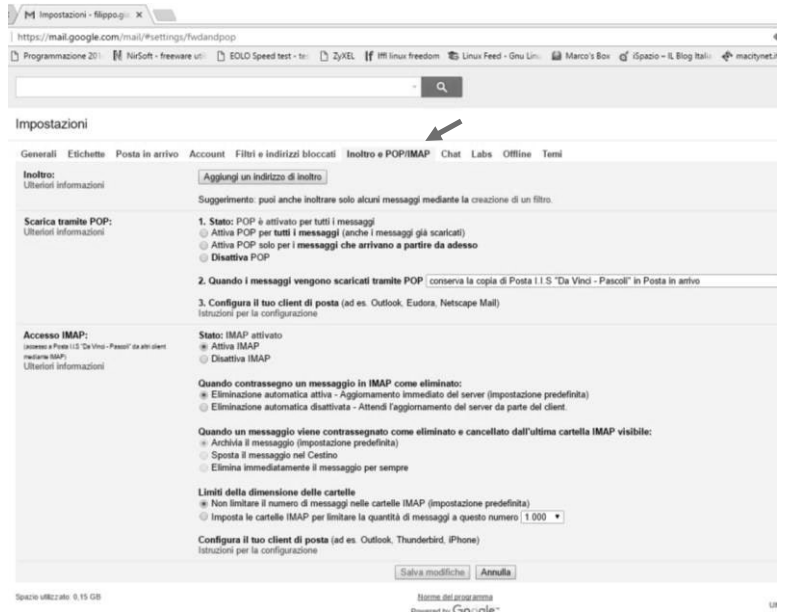 Impostazioni - filippo.gi
https://mail.google.com/mail/#settings/fwdandpop
Programmazione 201 NirSoft - freeware uti EOLO Speed test - te ZyXEL Iffl linux freedom Linux Feed - Gnu Lin Marco's Box iSpazio – IL Blog Italia macitynet.i
Impostazioni
Generali Etichette Posta in arrivo Account Filtri e indirizzi bloccati Inoltro e POP/IMAP Chat Labs Offline Temi
Inoltro:
Ulteriori informazioni
Aggiungi un indirizzo di inoltro
Suggerimento: puoi anche inoltrare solo alcuni messaggi mediante la creazione di un filtro.
Scarica tramite POP:
Ulteriori informazioni
1. Stato: POP è attivato per tutti i messaggi
Attiva POP per tutti i messaggi (anche i messaggi già scaricati)
Attiva POP solo per i messaggi che arrivano a partire da adesso
Disattiva POP
2. Quando i messaggi vengono scaricati tramite POP conserva la copia di Posta I.I.S "Da Vinci - Pascoli" in Posta in arrivo
3. Configura il tuo client di posta (ad es. Outlook, Eudora, Netscape Mail)
Istruzioni per la configurazione
Accesso IMAP:
(accesso a Posta I.I.S "Da Vinci - Pascoli" da altri client
mediante IMAP)
Ulteriori informazioni
Stato: IMAP attivato
Attiva IMAP
Disattiva IMAP
Quando contrassegno un messaggio in IMAP come eliminato:
Eliminazione automatica attiva - Aggiornamento immediato del server (impostazione predefinita)
Eliminazione automatica disattivata - Attendi l'aggiornamento del server da parte del client.
Quando un messaggio viene contrassegnato come eliminato e cancellato dall'ultima cartella IMAP visibile:
Archivia il messaggio (impostazione predefinita)
Sposta il messaggio nel Cestino
Elimina immediatamente il messaggio per sempre
Limiti della dimensione delle cartelle
Non limitare il numero di messaggi nelle cartelle IMAP (impostazione predefinita)
Imposta le cartelle IMAP per limitare la quantità di messaggi a questo numero 1.000
Configura il tuo client di posta (ad es. Outlook, Thunderbird, iPhone)
Istruzioni per la configurazione
Salva modifiche Annulla
Spazio utilizzato: 0,15 GB
Norme del programma
Powered by Google™